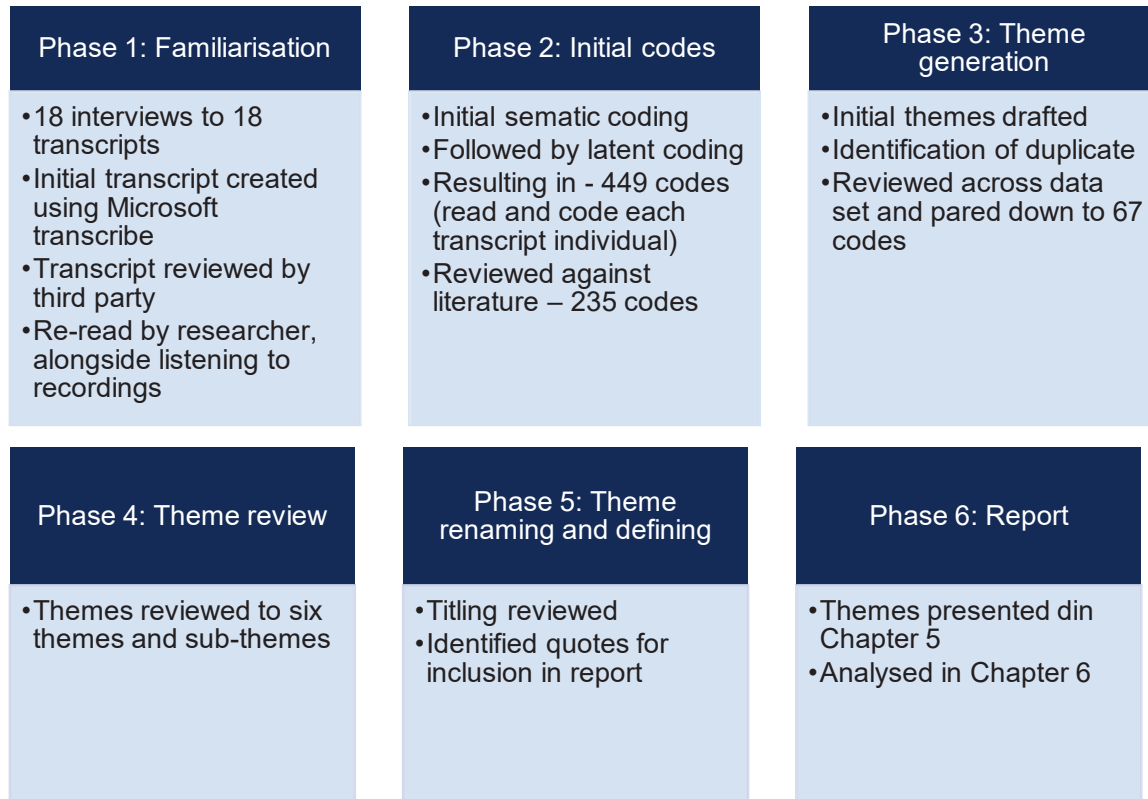 Phase 1: Familiarisation
•18 interviews to 18
transcripts
•Initial transcript created
using Microsoft
transcribe
•Transcript reviewed by
third party
•Re-read by researcher,
alongside listening to
recordings
Phase 2: Initial codes
•Initial sematic coding
•Followed by latent coding
•Resulting in - 449 codes
(read and code each
transcript individual)
•Reviewed against
literature – 235 codes
Phase 3: Theme
generation
•Initial themes drafted
•Identification of duplicate
•Reviewed across data
set and pared down to 67
codes
Phase 4: Theme review
•Themes reviewed to six
themes and sub-themes
Phase 5: Theme
renaming and defining
•Titling reviewed
•Identified quotes for
inclusion in report
Phase 6: Report
•Themes presented din
Chapter 5
•Analysed in Chapter 6